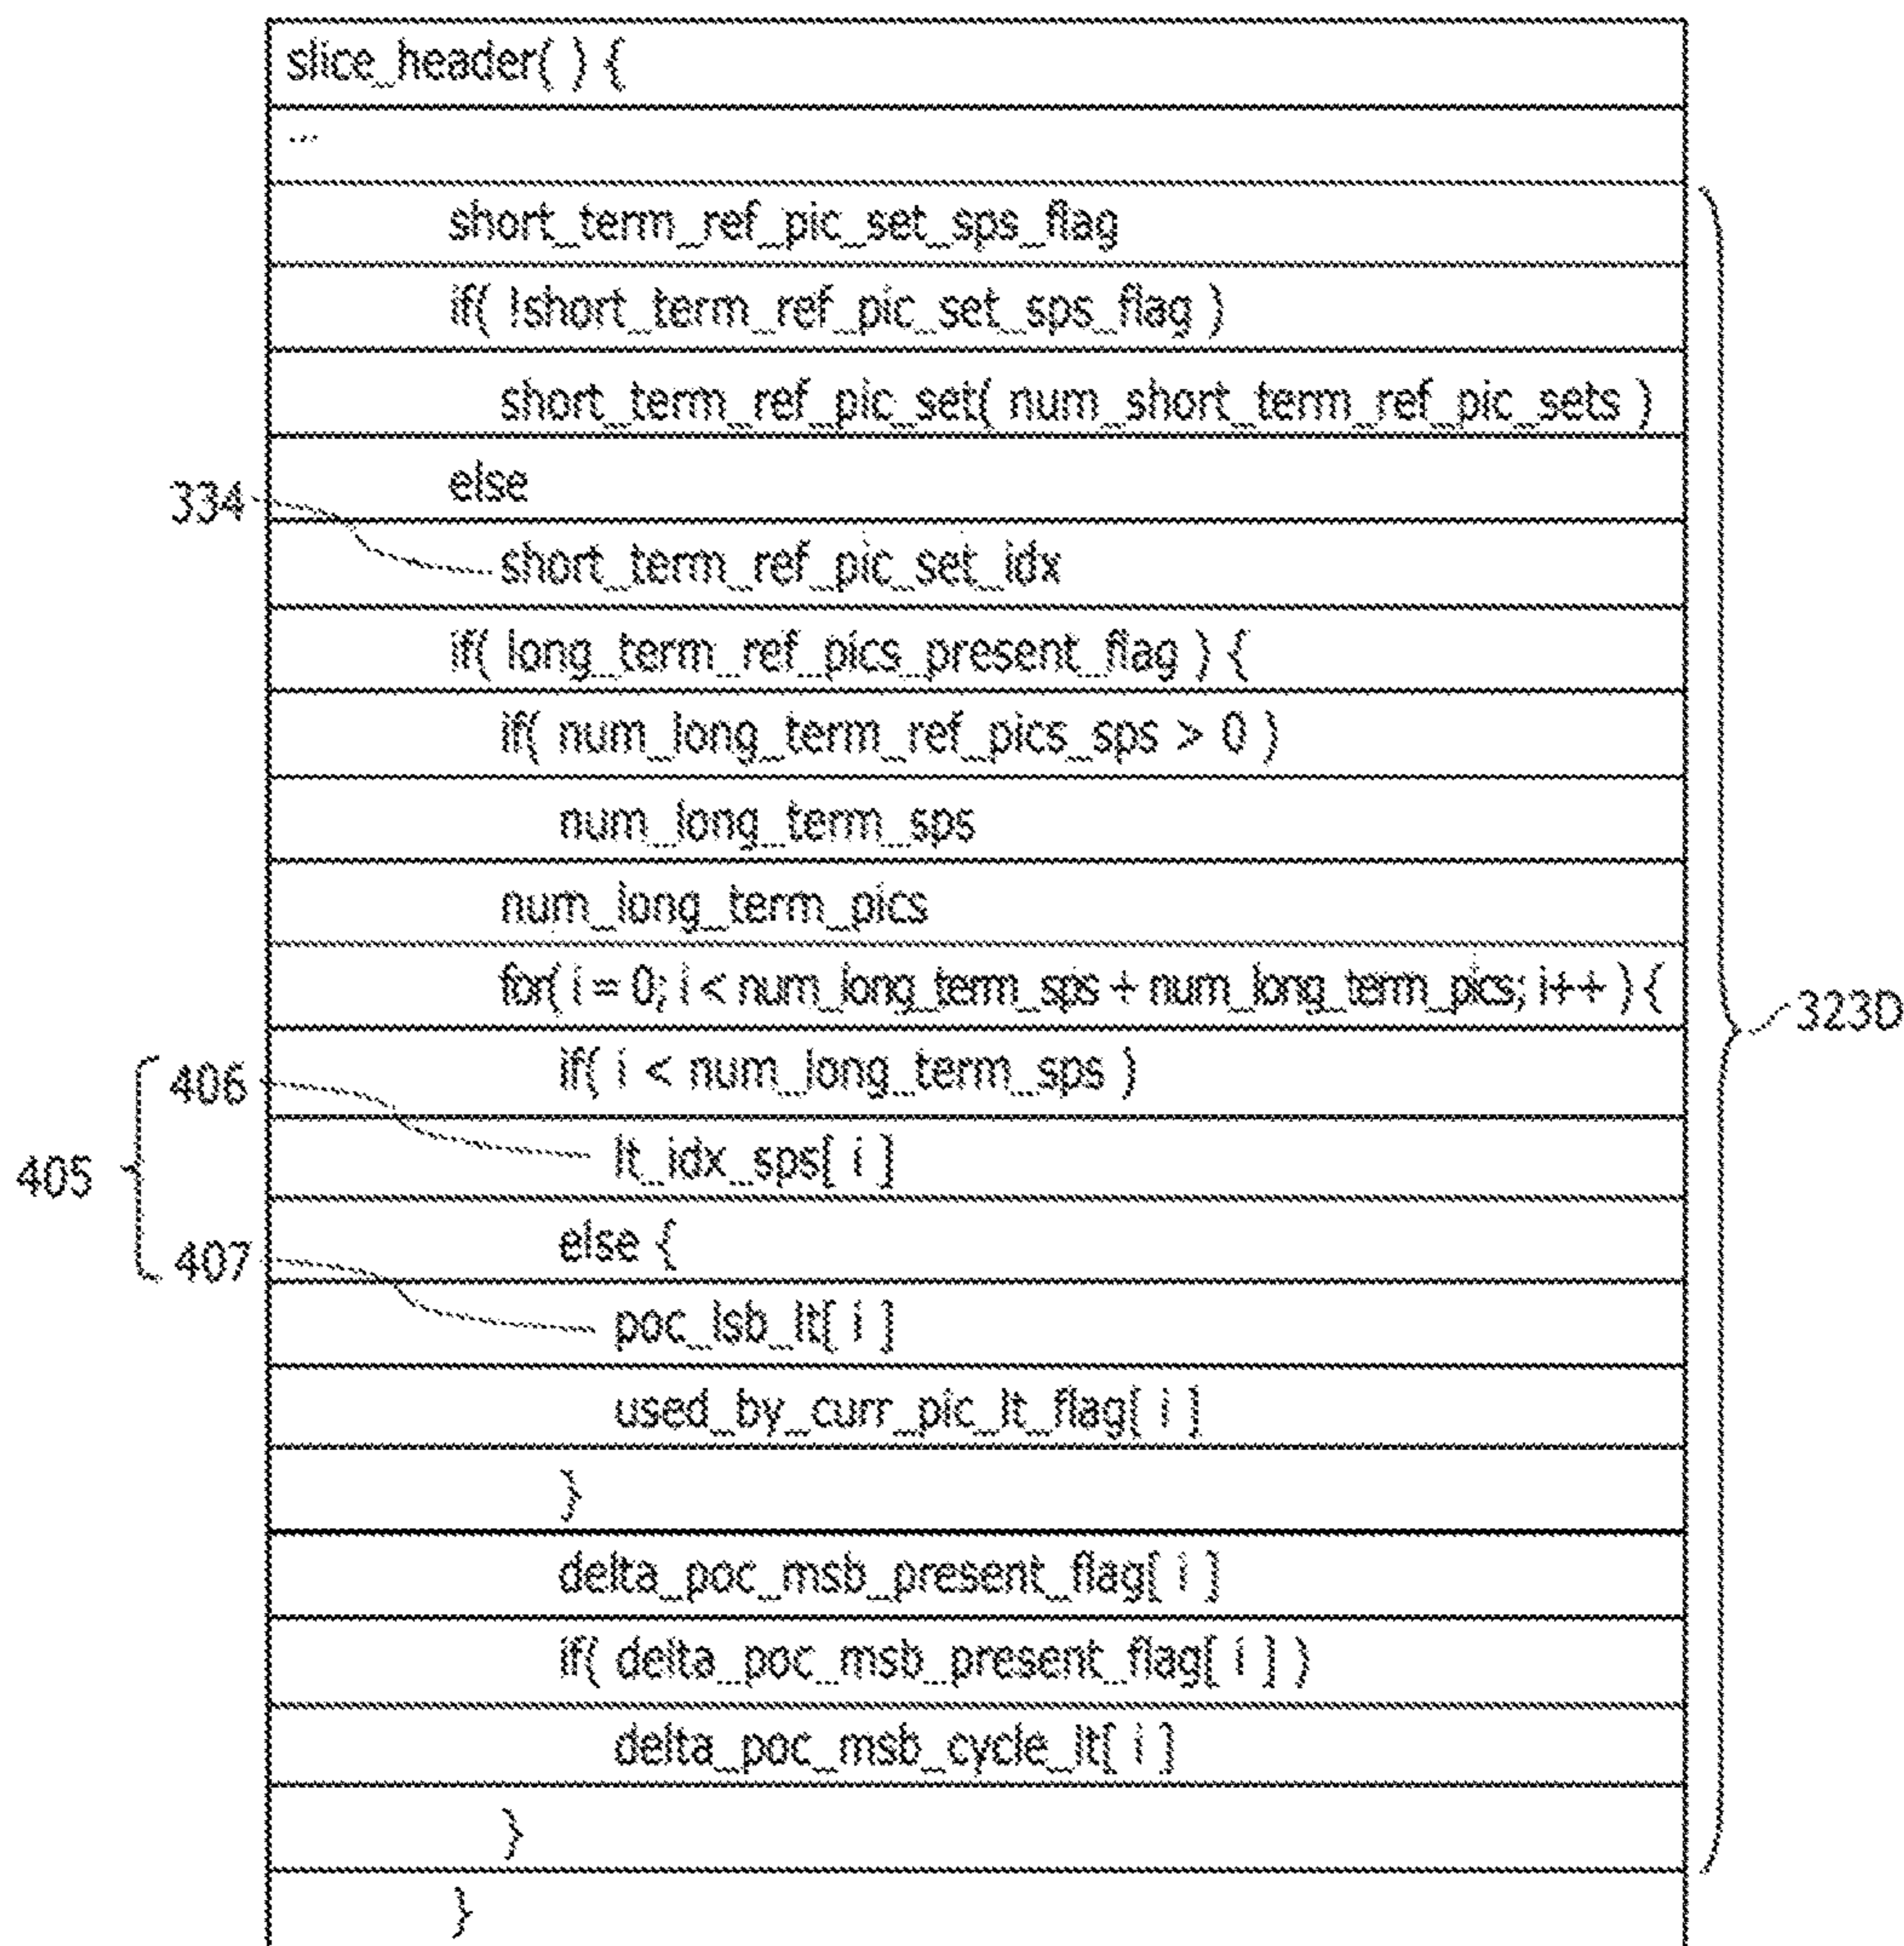 slice_header( ) {
...
short_term_ref_pic_set_sps_flag
if( !short_term_ref_pic_set_sps_flag )
short_term_ref_pic_set( num_short_term_ref_pic_sets )
else
334
short_term_ref_pic_set_idx
if( long_term_ref_pics_present_flag ) {
if( num_long_term_ref_pics_sps > 0 )
num_long_term_sps
num_long_term_pics
for( i = 0; i < num_long_term_sps + num_long_term_pics; i++ ) {
323D
if( i < num_long_term_sps )
406
lt_idx_sps[ i ]
405
else {
407
poc_lsb_lt[ i ]
used_by_curr_pic_lt_flag[ i ]
}
delta_poc_msb_present_flag[ i ]
if( delta_poc_msb_present_flag[ i ] )
delta_poc_msb_cycle_lt[ i ]
}
}